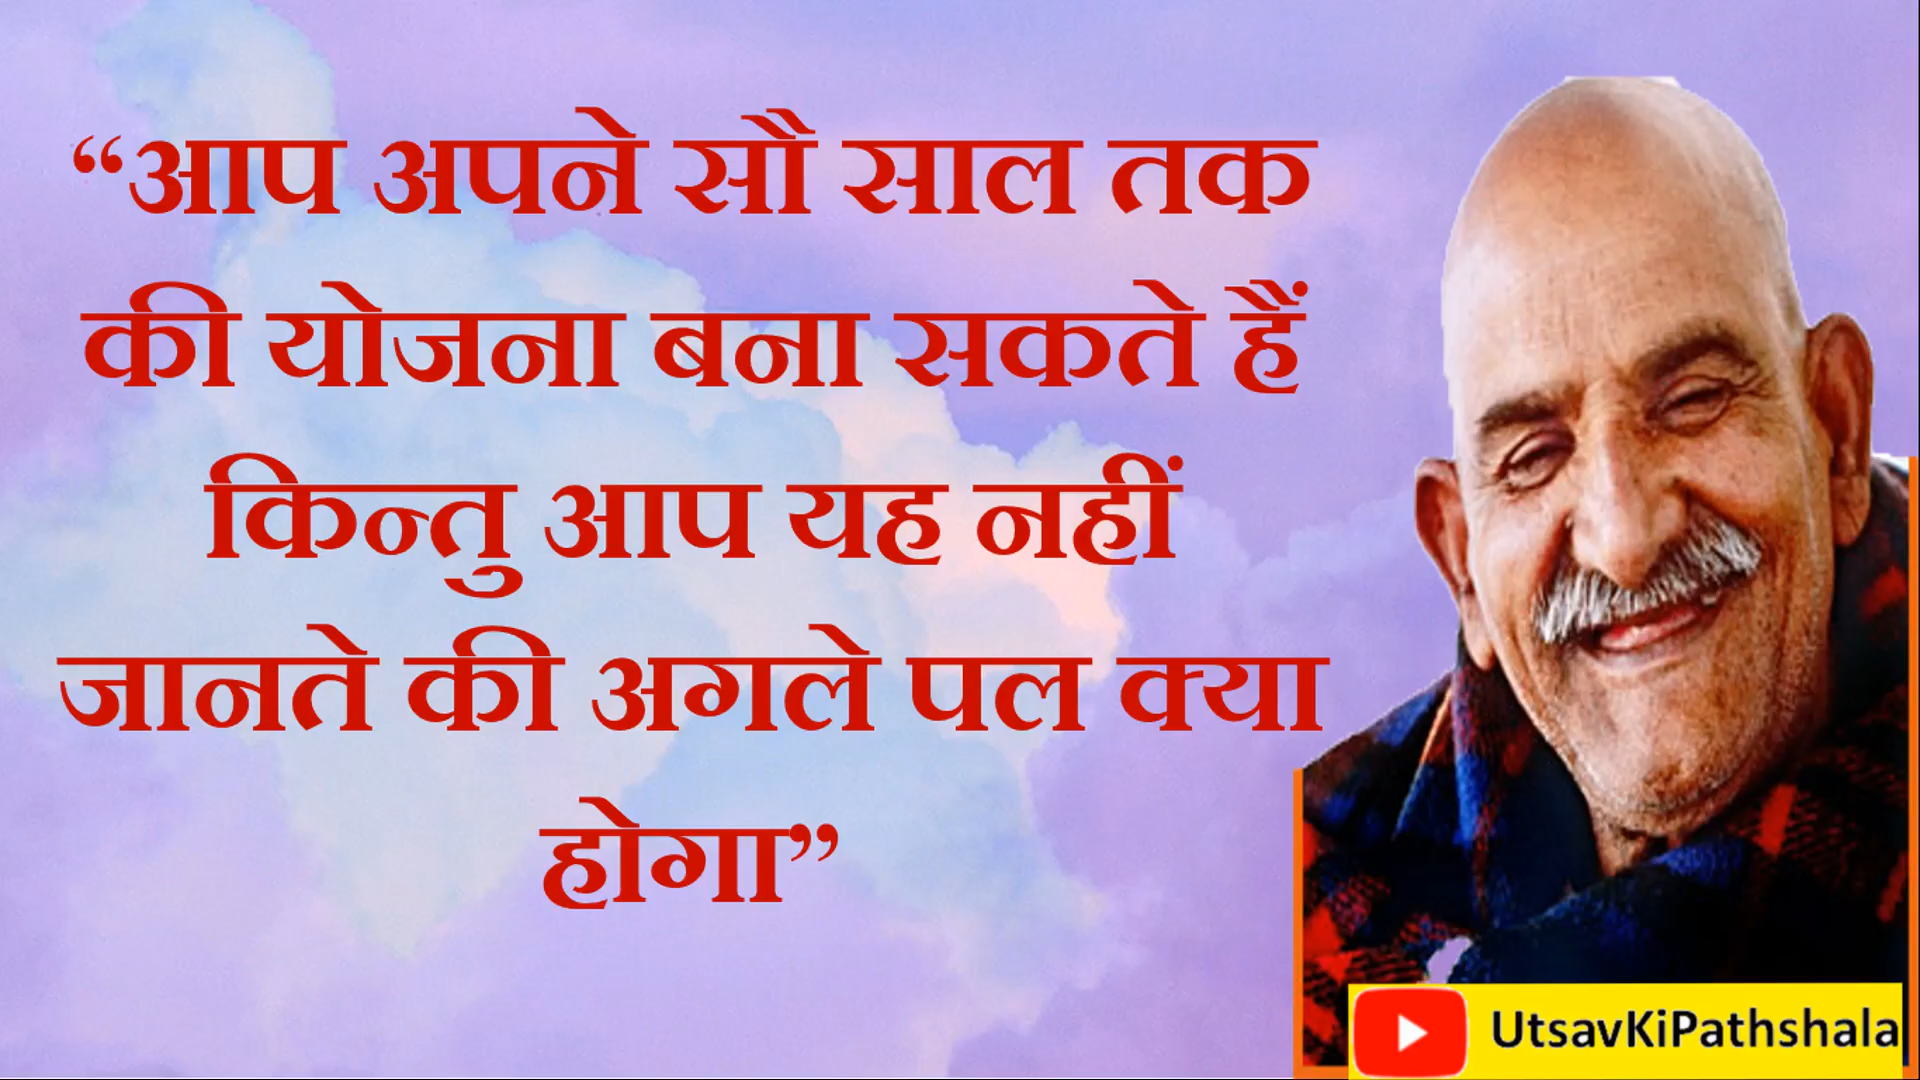 “आप अपने सौ साल तक
की योजना बना सकते हैं
किन्तु आप यह नहीं
जानते की अगले पल क्या
होगा”
UtsavKiPathshala